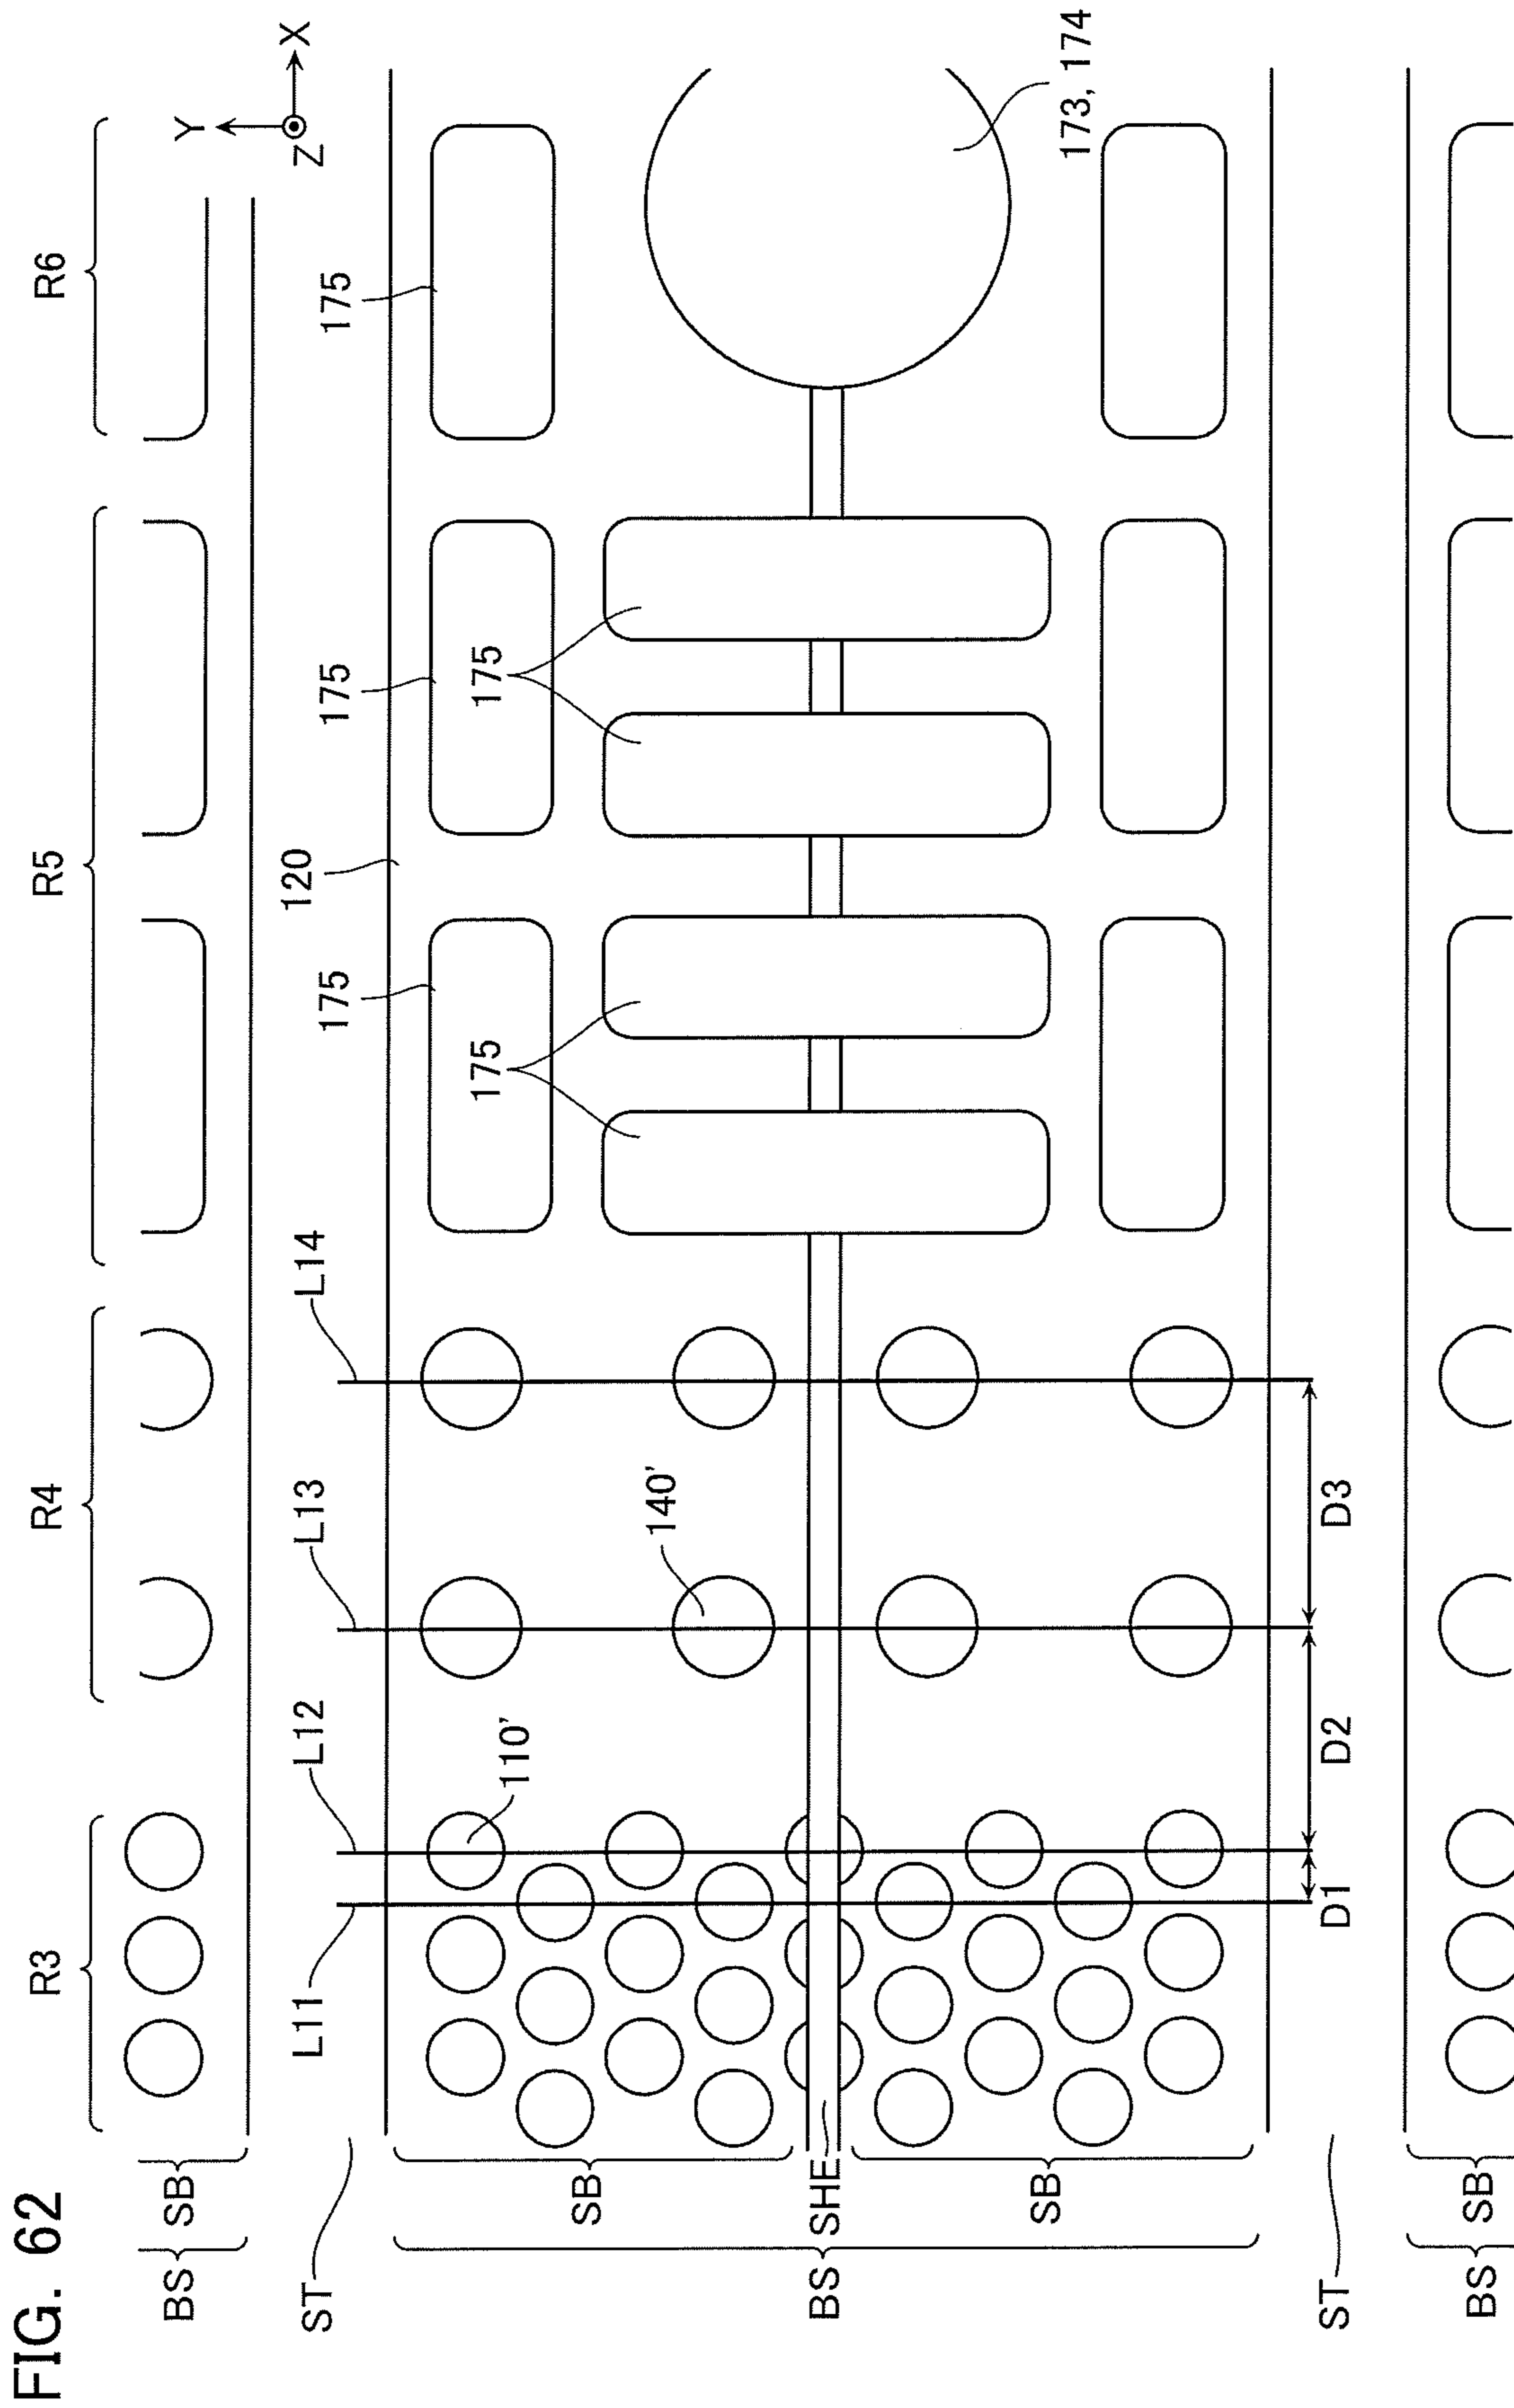 FIG. 62
R3
R4
R5
R6
Y
X
Z
BS
SB
ST
L11
L12
L13
L14
175
120
175
175
110'
140'
175
175
SB
BS
SHE
SB
173, 174
D1
D2
D3
ST
BS
SB